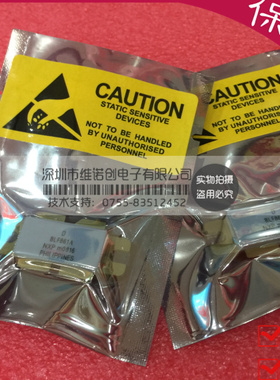 保
CAUTION
STATIC SENSITIVE
DEVICES
NOT TO BE HANDLED
BY UNAUTHORISED
PERSONNEL
CAUTION
STATIC SENSITIVE
DEVICES
NOT TO BE HANDLED
BY UNAUTHORISED
PERSONNEL
深圳市维诺创电子有限公司
实物拍摄
盗用必究
技术支持: 0755-83512452
PHILIPPINES